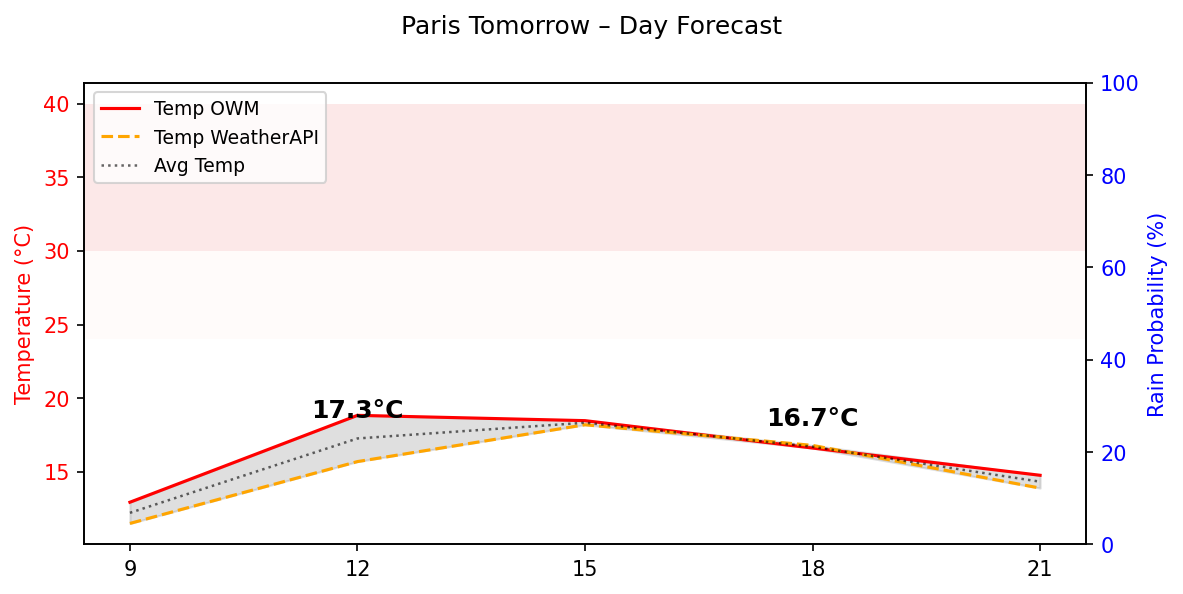 Paris Tomorrow – Day Forecast
Temp OWM
Temp WeatherAPI
Avg Temp
Temperature (°C)
40
35
30
25
20
15
17.3°C
16.7°C
100
80
60
40
20
0
Rain Probability (%)
9 12 15 18 21